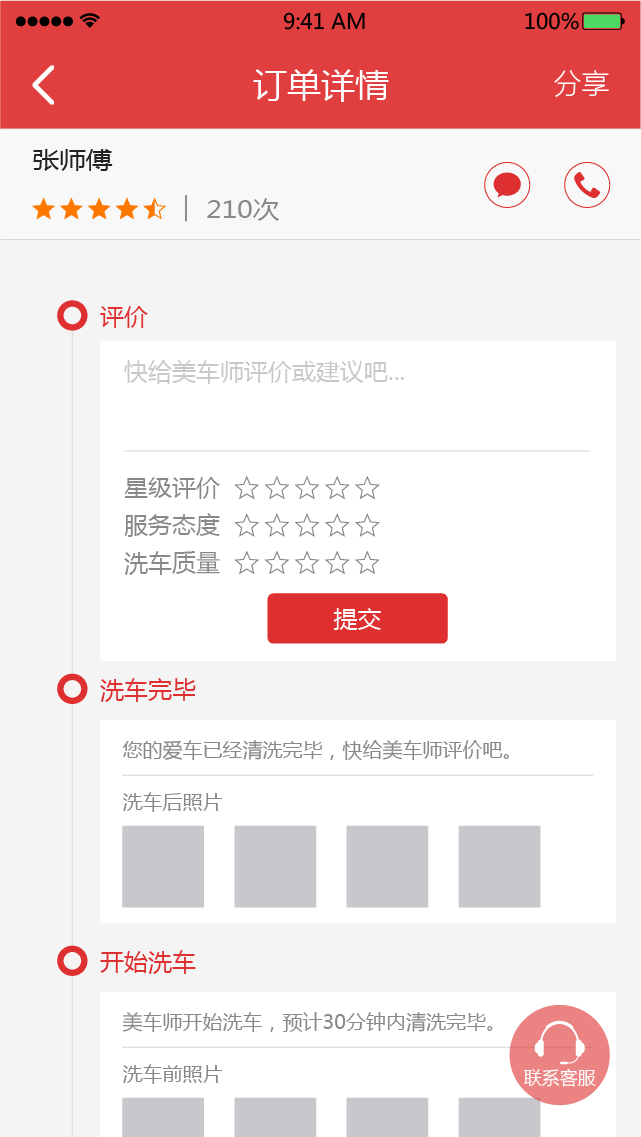 9:41 AM 100%
订单详情 分享
张师傅
210次
评价
快给美车师评价或建议吧...
星级评价
服务态度
洗车质量
提交
洗车完毕
您的爱车已经清洗完毕，快给美车师评价吧。
洗车后照片
开始洗车
美车师开始洗车，预计30分钟内清洗完毕。
洗车前照片
联系客服